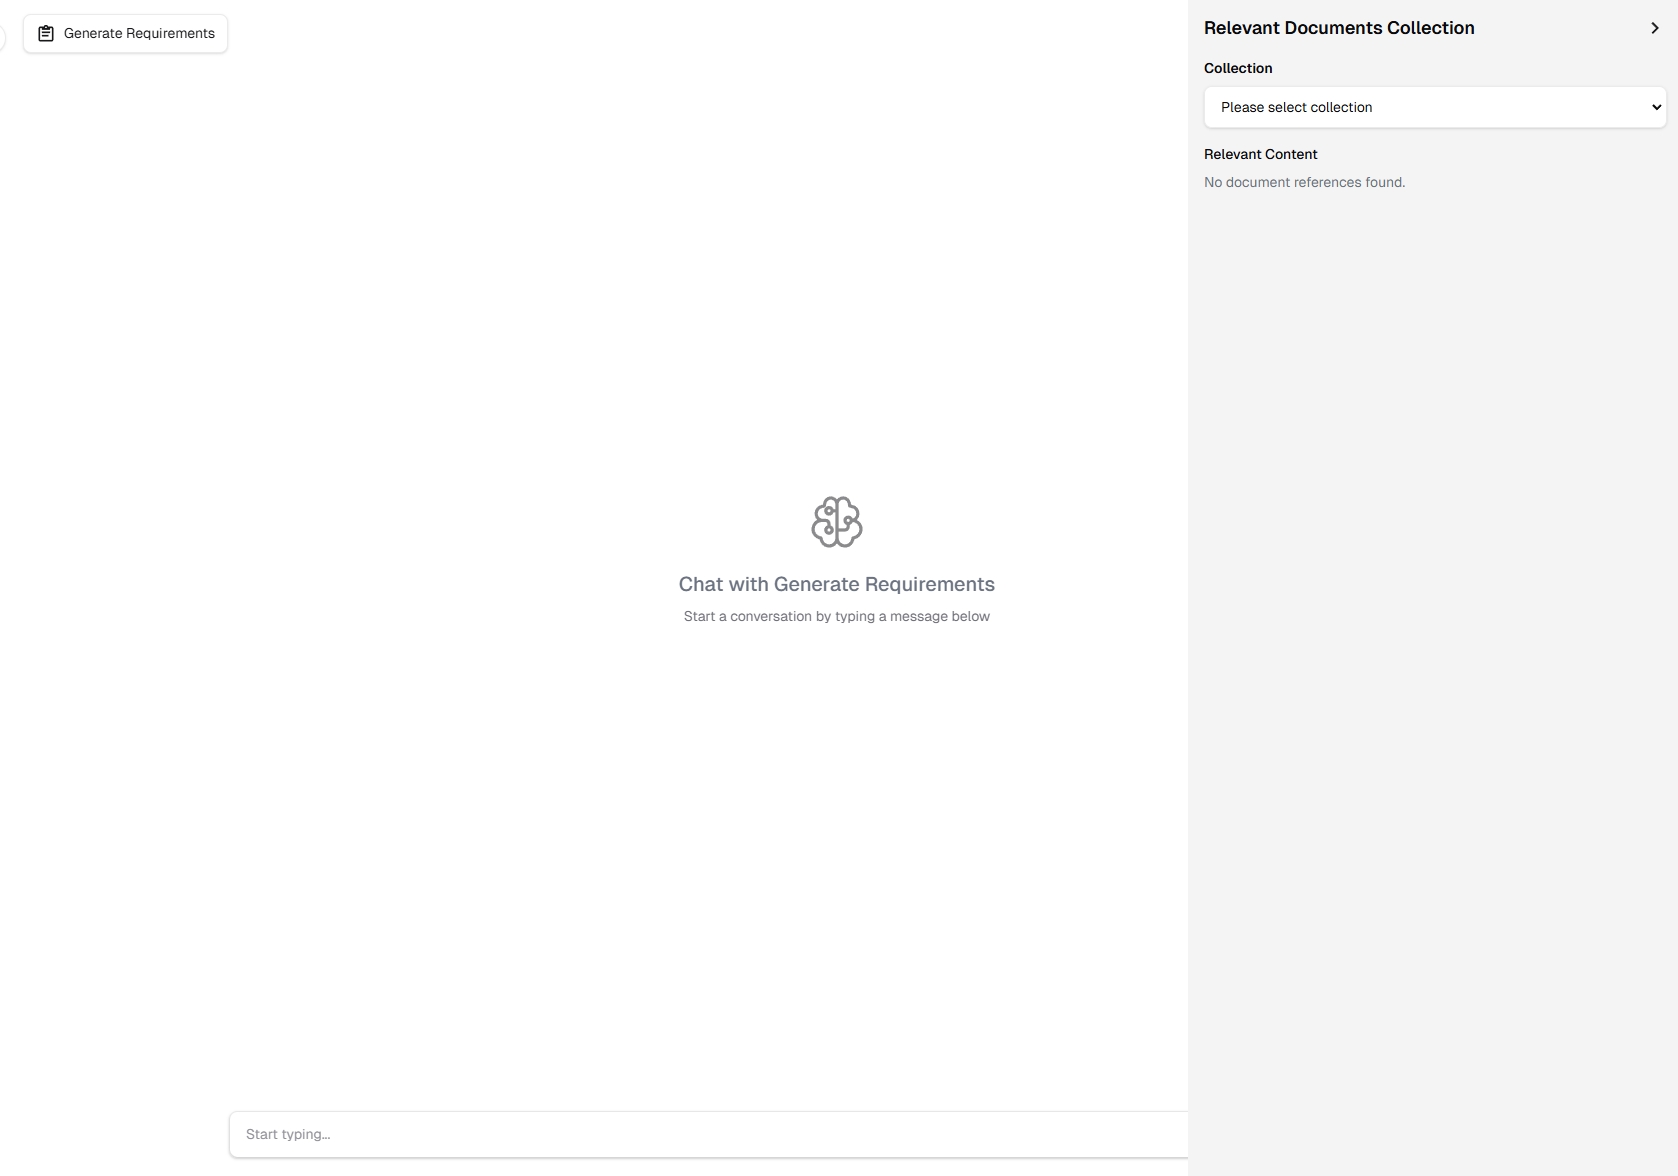 Generate Requirements
Relevant Documents Collection
Collection
Please select collection
Relevant Content
No document references found.
Chat with Generate Requirements
Start a conversation by typing a message below
Start typing...